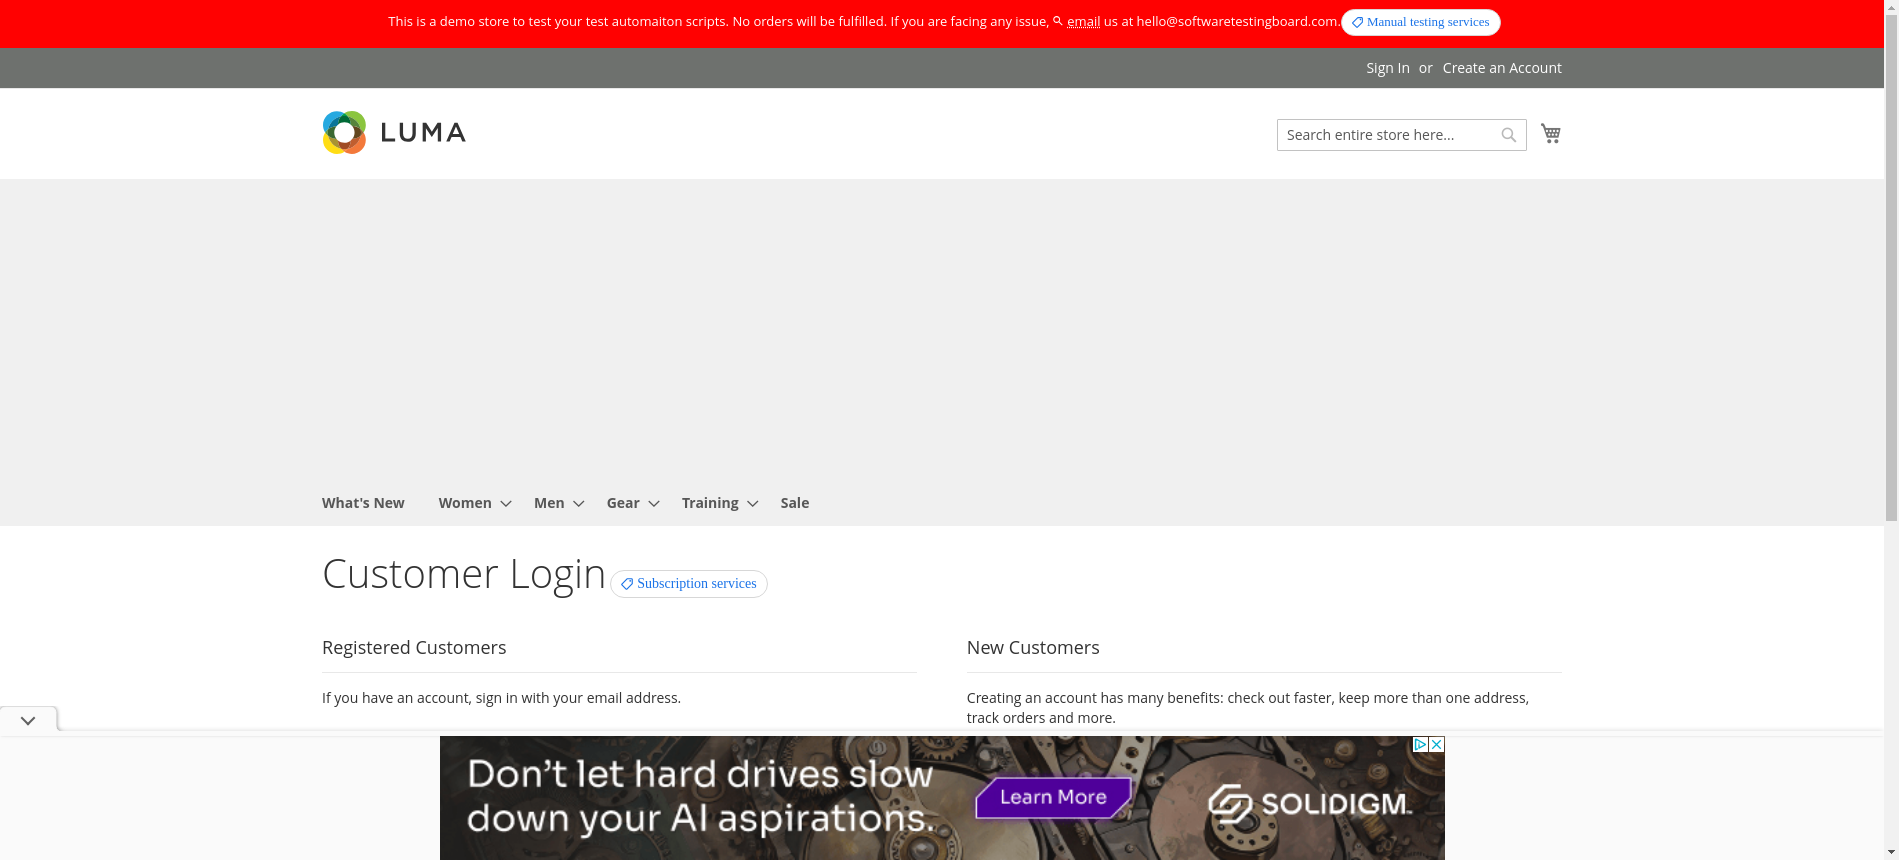 This is a demo store to test your test automaiton scripts. No orders will be fulfilled. If you are facing any issue, email us at hello@softwaretestingboard.com. Manual testing services
Sign In or Create an Account
LUMA
Search entire store here...
What's New Women Men Gear Training Sale
Customer Login Subscription services
Registered Customers
If you have an account, sign in with your email address.
New Customers
Creating an account has many benefits: check out faster, keep more than one address,
track orders and more.
Don't let hard drives slow
down your AI aspirations.
Learn More
SOLIDIGM